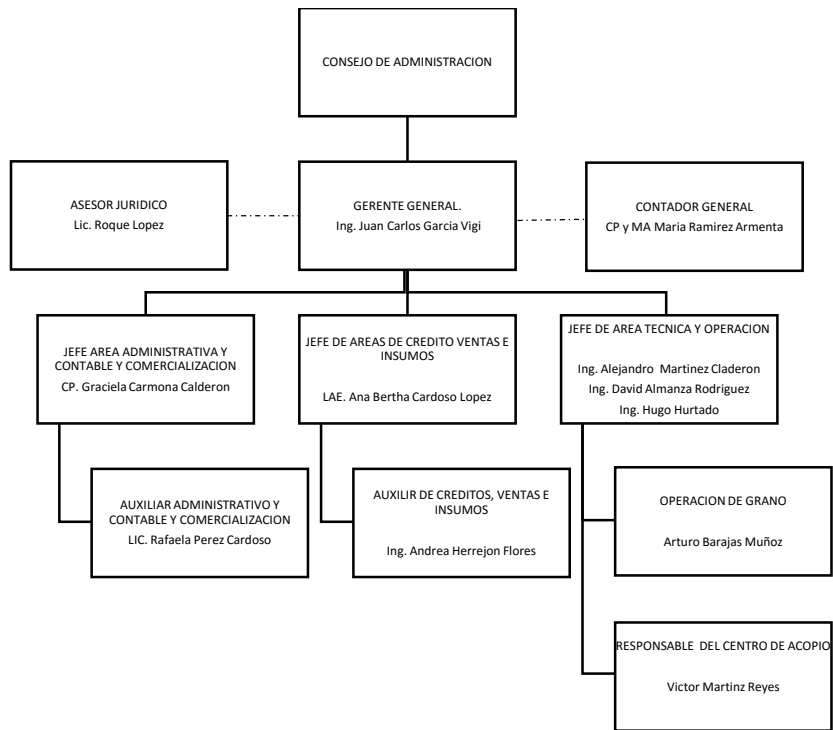 CONSEJO DE ADMINISTRACION
ASESOR JURIDICO
Lic. Roque Lopez
GERENTE GENERAL.
Ing. Juan Carlos Garcia Vigi
CONTADOR GENERAL
CP y MA Maria Ramirez Armenta
JEFE AREA ADMINISTRATIVA Y
CONTABLE Y COMERCIALIZACION
CP. Graciela Carmona Calderon
JEFE DE AREAS DE CREDITO VENTAS E
INSUMOS
LAE. Ana Bertha Cardoso Lopez
JEFE DE AREA TECNICA Y OPERACION
Ing. Alejandro Martinez Claderon
Ing. David Almanza Rodriguez
Ing. Hugo Hurtado
AUXILIAR ADMINISTRATIVO Y
CONTABLE Y COMERCIALIZACION
LIC. Rafaela Perez Cardoso
AUXILIR DE CREDITOS, VENTAS E
INSUMOS
Ing. Andrea Herrejon Flores
OPERACION DE GRANO
Arturo Barajas Muñoz
RESPONSABLE DEL CENTRO DE ACOPIO
Victor Martinz Reyes